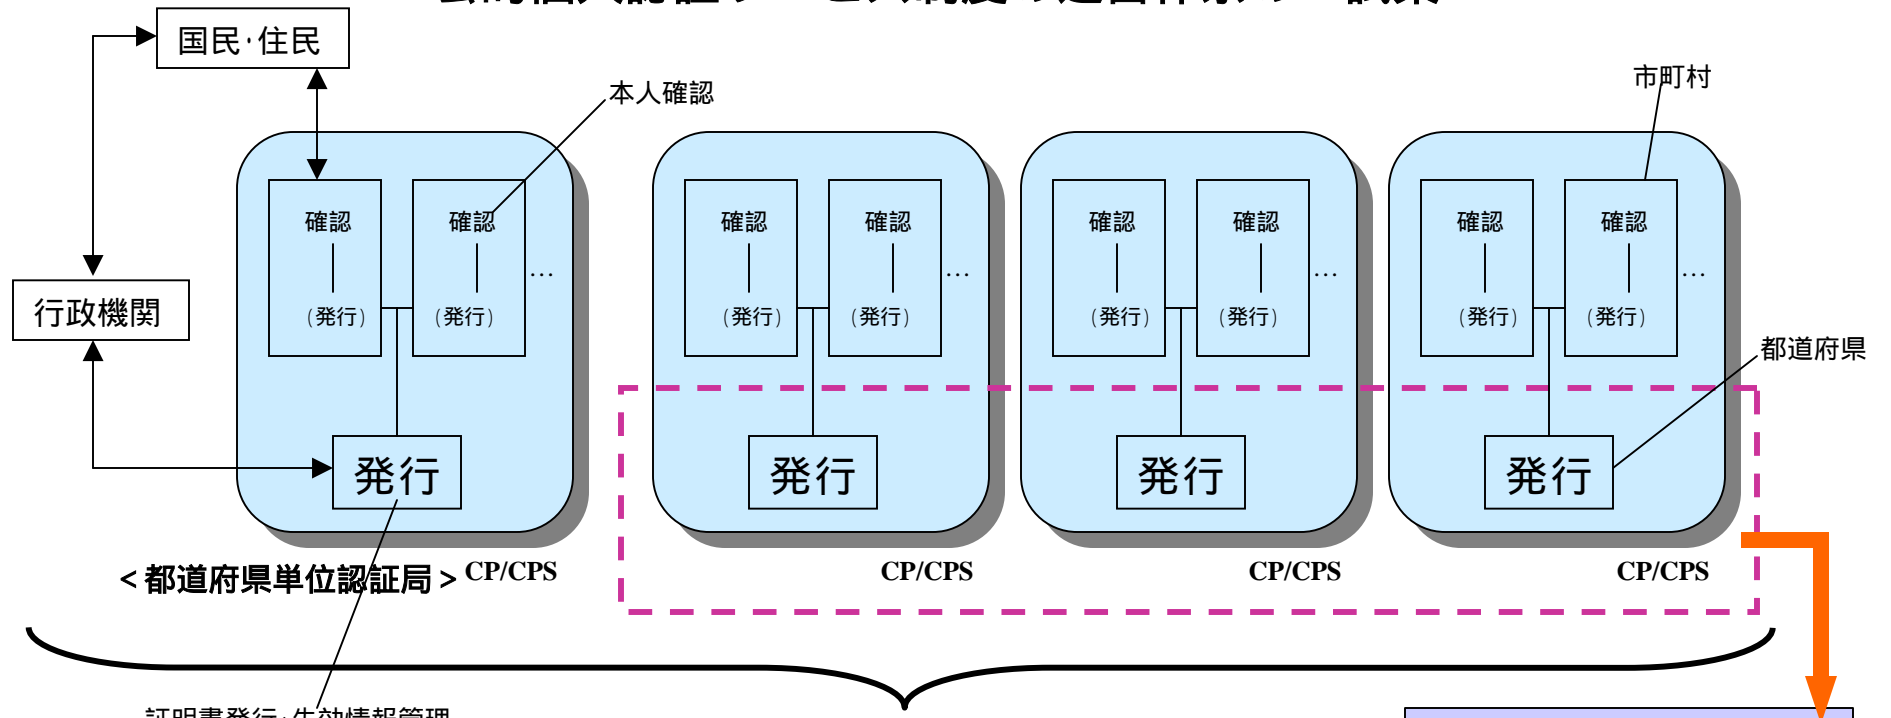 国民・住民
本人確認
市町村
確認
確認
確認
確認
確認
確認
確認
確認
…
…
…
…
行政機関
（発行）
（発行）
（発行）
（発行）
（発行）
（発行）
（発行）
（発行）
都道府県
発行
発行
発行
発行
＜都道府県単位認証局＞
CP/CPS
CP/CPS
CP/CPS
CP/CPS